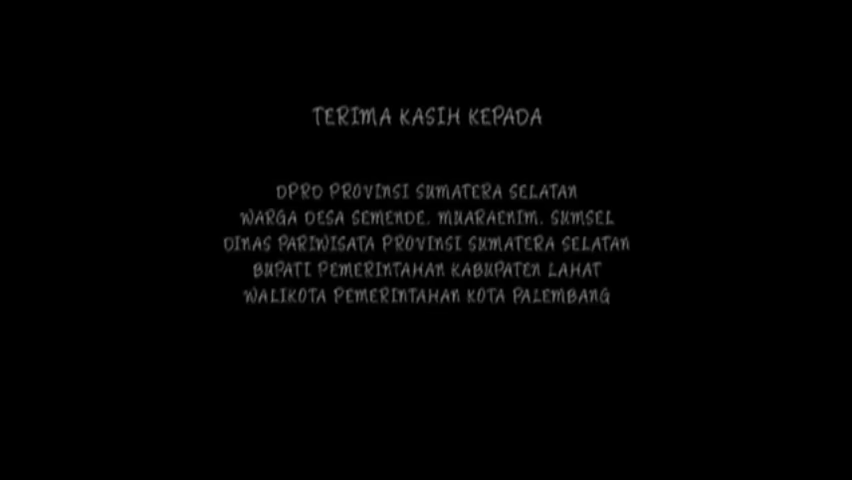 TERIMA KASIH KEPADA
DPRD PROVINSI SUMATERA SELATAN
WARGA DESA SEMENDE, MUARAENIM, SUMSEL
DINAS PARIWISATA PROVINSI SUMATERA SELATAN
BUPATI PEMERINTAHAN KABUPATEN LAHAT
WALIKOTA PEMERINTAHAN KOTA PALEMBANG